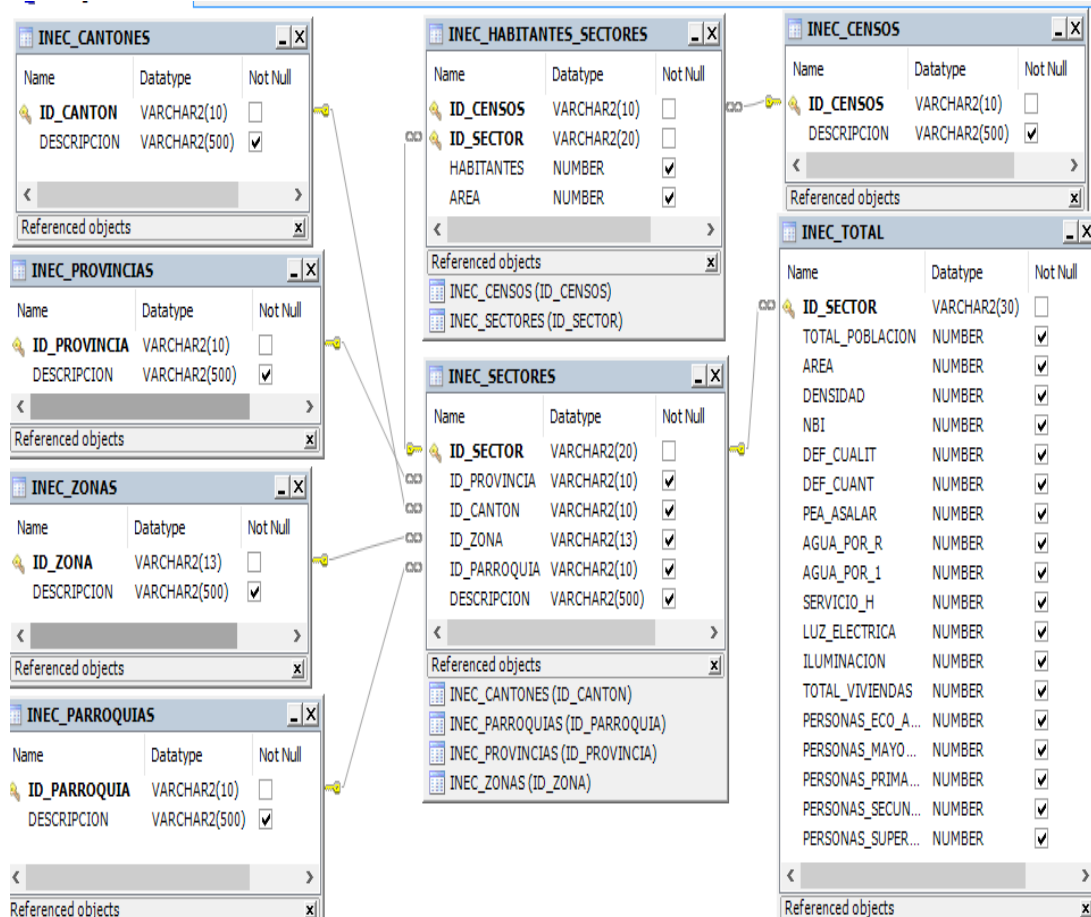 INEC_CANTONES
Name Datatype Not Null
ID_CANTON VARCHAR2(10)
DESCRIPCION VARCHAR2(500)
Referenced objects
INEC_PROVINCIAS
Name Datatype Not Null
ID_PROVINCIA VARCHAR2(10)
DESCRIPCION VARCHAR2(500)
Referenced objects
INEC_ZONAS
Name Datatype Not Null
ID_ZONA VARCHAR2(13)
DESCRIPCION VARCHAR2(500)
Referenced objects
INEC_PARROQUIAS
Name Datatype Not Null
ID_PARROQUIA VARCHAR2(10)
DESCRIPCION VARCHAR2(500)
Referenced objects
INEC_HABITANTES_SECTORES
Name Datatype Not Null
ID_CENSOS VARCHAR2(10)
ID_SECTOR VARCHAR2(20)
HABITANTES NUMBER
AREA NUMBER
Referenced objects
INEC_CENSOS (ID_CENSOS)
INEC_SECTORES (ID_SECTOR)
INEC_SECTORES
Name Datatype Not Null
ID_SECTOR VARCHAR2(20)
ID_PROVINCIA VARCHAR2(10)
ID_CANTON VARCHAR2(10)
ID_ZONA VARCHAR2(13)
ID_PARROQUIA VARCHAR2(10)
DESCRIPCION VARCHAR2(500)
Referenced objects
INEC_CANTONES (ID_CANTON)
INEC_PARROQUIAS (ID_PARROQUIA)
INEC_PROVINCIAS (ID_PROVINCIA)
INEC_ZONAS (ID_ZONA)
INEC_CENSOS
Name Datatype Not Null
ID_CENSOS VARCHAR2(10)
DESCRIPCION VARCHAR2(500)
Referenced objects
INEC_TOTAL
Name Datatype Not Null
ID_SECTOR VARCHAR2(30)
TOTAL_POBLACION NUMBER
AREA NUMBER
DENSIDAD NUMBER
NBI NUMBER
DEF_CUALIT NUMBER
DEF_CUANT NUMBER
PEA_ASALAR NUMBER
AGUA_POR_R NUMBER
AGUA_POR_1 NUMBER
SERVICIO_H NUMBER
LUZ_ELECTRICA NUMBER
ILUMINACION NUMBER
TOTAL_VIVIENDAS NUMBER
PERSONAS_ECO_A... NUMBER
PERSONAS_MAYO... NUMBER
PERSONAS_PRIMA... NUMBER
PERSONAS_SECUN... NUMBER
PERSONAS_SUPER... NUMBER
Referenced objects